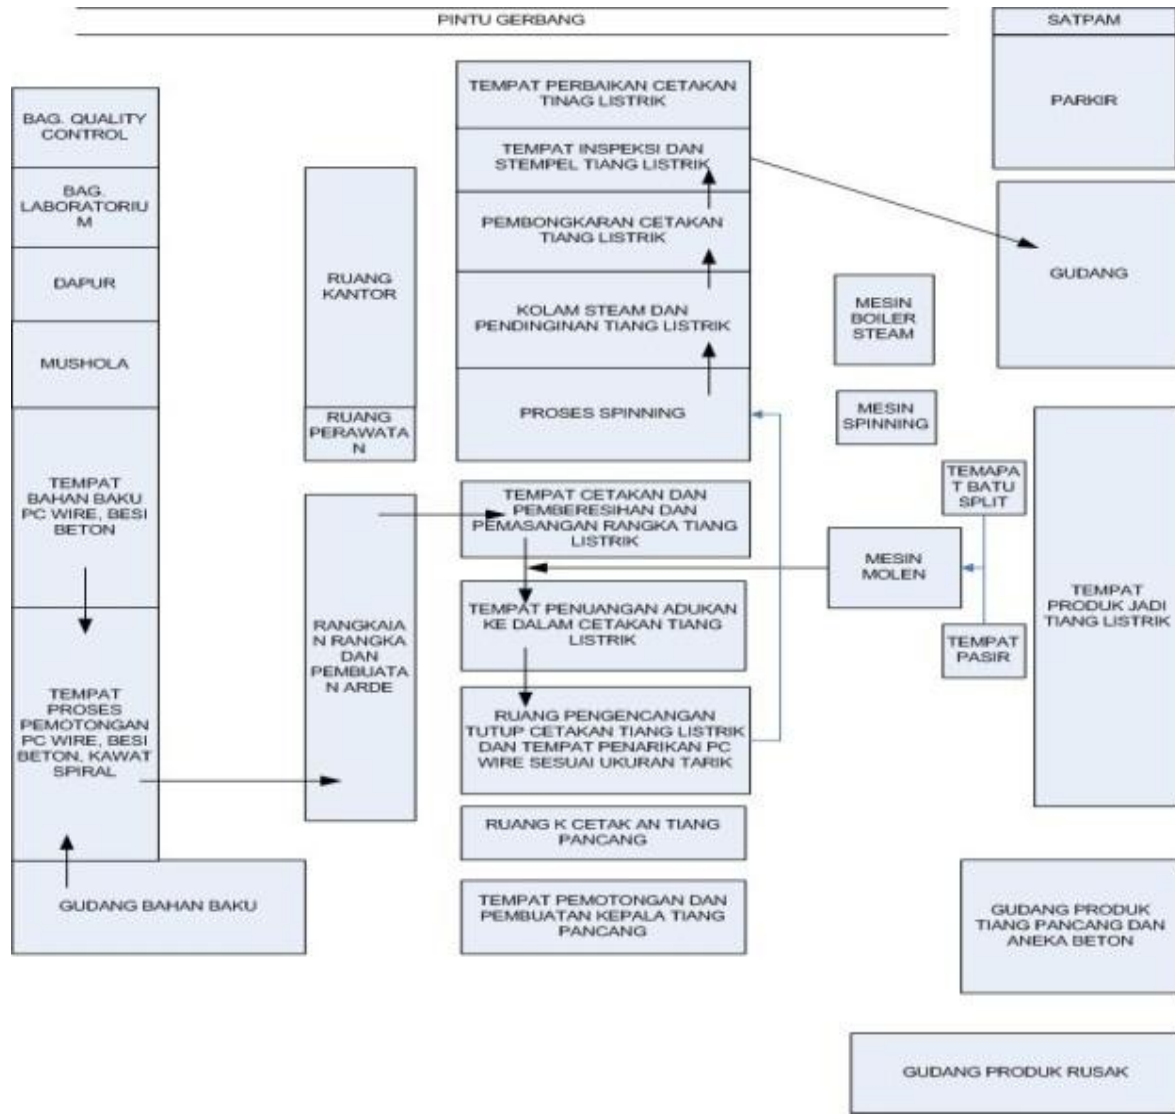 PINTU GERBANG
SATPAM
PARKIR
GUDANG
BAG. QUALITY
CONTROL
BAG.
LABORATORIU
M
DAPUR
MUSHOLA
TEMPAT
BAHAN BAKU
PC WIRE, BESI
BETON
TEMPAT
PROSES
PEMOTONGAN
PC WIRE, BESI
BETON. KAWAT
SPIRAL
GUDANG BAHAN BAKU
RUANG
KANTOR
RUANG
PERAWATA
N
RANGKAIA
N RANGKA
DAN
PEMBUATA
N ARDE
TEMPAT PERBAIKAN CETAKAN
TINAG LISTRIK
TEMPAT INSPEKSI DAN
STEMPEL TIANG LISTRIK
PEMBONGKARAN CETAKAN
TIANG LISTRIK
KOLAM STEAM DAN
PENDINGINAN TIANG LISTRIK
PROSES SPINNING
TEMPAT CETAKAN DAN
PEMBERESIHAN DAN
PEMASANGAN RANGKA TIANG
LISTRIK
TEMPAT PENUANGAN ADUKAN
KE DALAM CETAKAN TIANG
LISTRIK
RUANG PENGENCANGAN
TUTUP CETAKAN TIANG LISTRIK
DAN TEMPAT PENARIKAN PC
WIRE SESUAI UKURAN TARIK
RUANG K CETAK AN TIANG
PANCANG
TEMPAT PEMOTONGAN DAN
PEMBUATAN KEPALA TIANG
PANCANG
MESIN
BOILER
STEAM
MESIN
SPINNING
MESIN
MOLEN
TEMAPA
T BATU
SPLIT
TEMPAT
PASIR
TEMPAT
PRODUK JADI
TIANG LISTRIK
GUDANG PRODUK
TIANG PANCANG DAN
ANEKA BETON
GUDANG PRODUK RUSAK